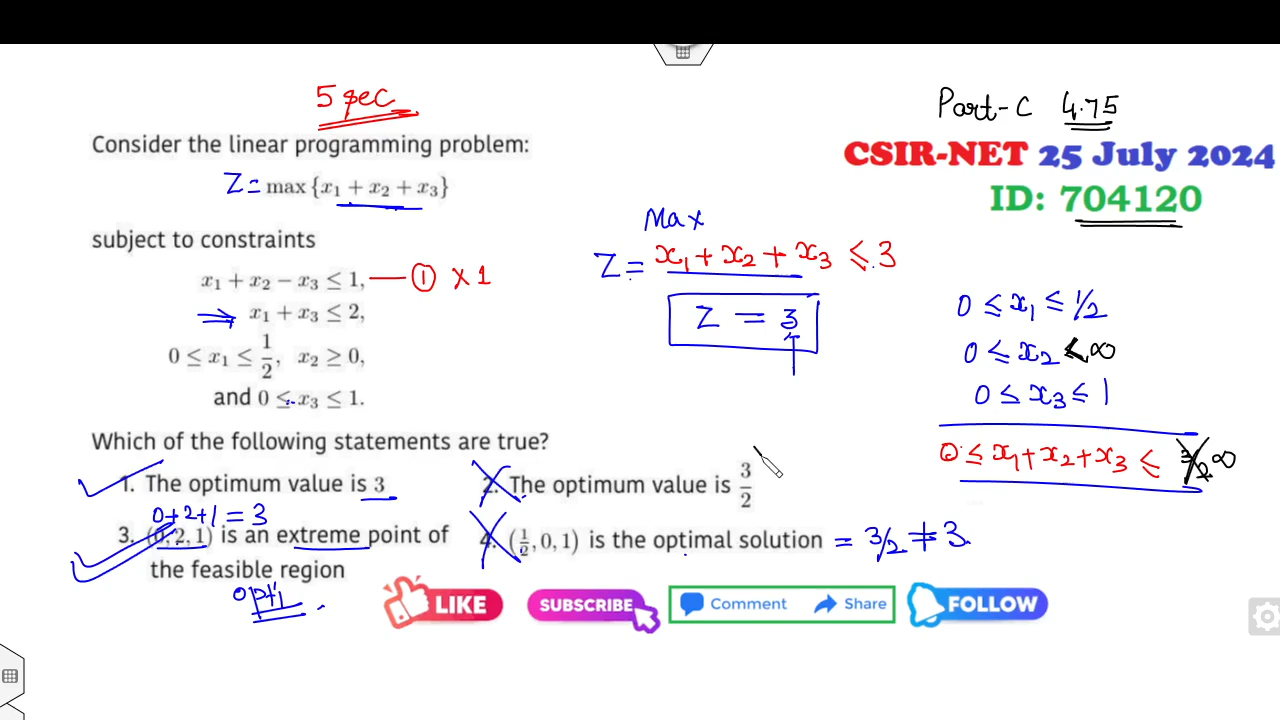 5 sec
Part-C 4.75
Consider the linear programming problem:
CSIR-NET 25 July 2024
Z = max {x₁ + x₂ + x₃}
ID: 704120
Max
subject to constraints
Z = x₁ + x₂ + x₃ ≤ 3
x₁ + x₂ − x₃ ≤ 1, — ① × 1
Z = 3
⇒ x₁ + x₃ ≤ 2,
0 ≤ x₁ ≤ 1/2
0 ≤ x₁ ≤ 1/2, x₂ ≥ 0,
0 ≤ x₂ < ∞
and 0 ≤ x₃ ≤ 1.
0 ≤ x₃ ≤ 1
Which of the following statements are true?
0 ≤ x₁ + x₂ + x₃ ≤ 3/2 ∞
1. The optimum value is 3
2. The optimum value is 3/2
0+2+1 = 3
3. (0, 2, 1) is an extreme point of
the feasible region
4. (1/2, 0, 1) is the optimal solution = 3/2 ≠ 3
opti
LIKE
SUBSCRIBE
Comment
Share
FOLLOW